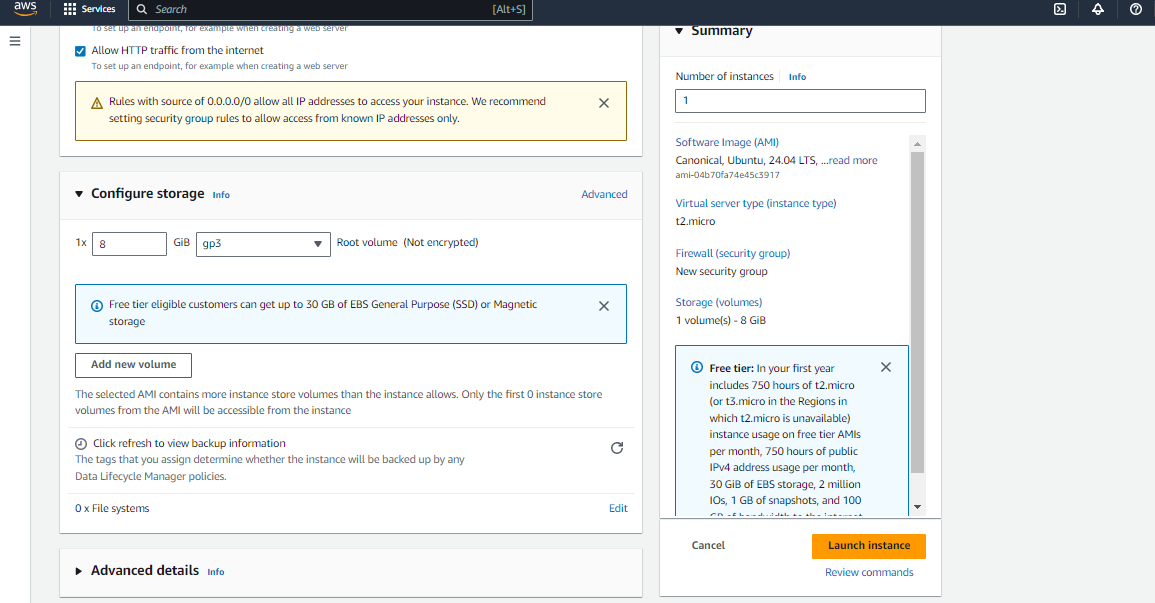 aws
Services
Search
[Alt+S]
To set up an endpoint, for example when creating a web server
Allow HTTP traffic from the internet
To set up an endpoint, for example when creating a web server
Rules with source of 0.0.0.0/0 allow all IP addresses to access your instance. We recommend
setting security group rules to allow access from known IP addresses only.
Configure storage Info
Advanced
1x 8 GiB gp3 Root volume (Not encrypted)
Free tier eligible customers can get up to 30 GB of EBS General Purpose (SSD) or Magnetic
storage
Add new volume
The selected AMI contains more instance store volumes than the instance allows. Only the first 0 instance store
volumes from the AMI will be accessible from the instance
Click refresh to view backup information
The tags that you assign determine whether the instance will be backed up by any
Data Lifecycle Manager policies.
0 x File systems
Edit
Advanced details Info
Summary
Number of instances Info
1
Software Image (AMI)
Canonical, Ubuntu, 24.04 LTS, ...read more
ami-04b70fa74e45c3917
Virtual server type (instance type)
t2.micro
Firewall (security group)
New security group
Storage (volumes)
1 volume(s) - 8 GiB
Free tier: In your first year
includes 750 hours of t2.micro
(or t3.micro in the Regions in
which t2.micro is unavailable)
instance usage on free tier AMIs
per month, 750 hours of public
IPv4 address usage per month,
30 GiB of EBS storage, 2 million
IOs, 1 GB of snapshots, and 100
GB of bandwidth to the internet
Cancel
Launch instance
Review commands